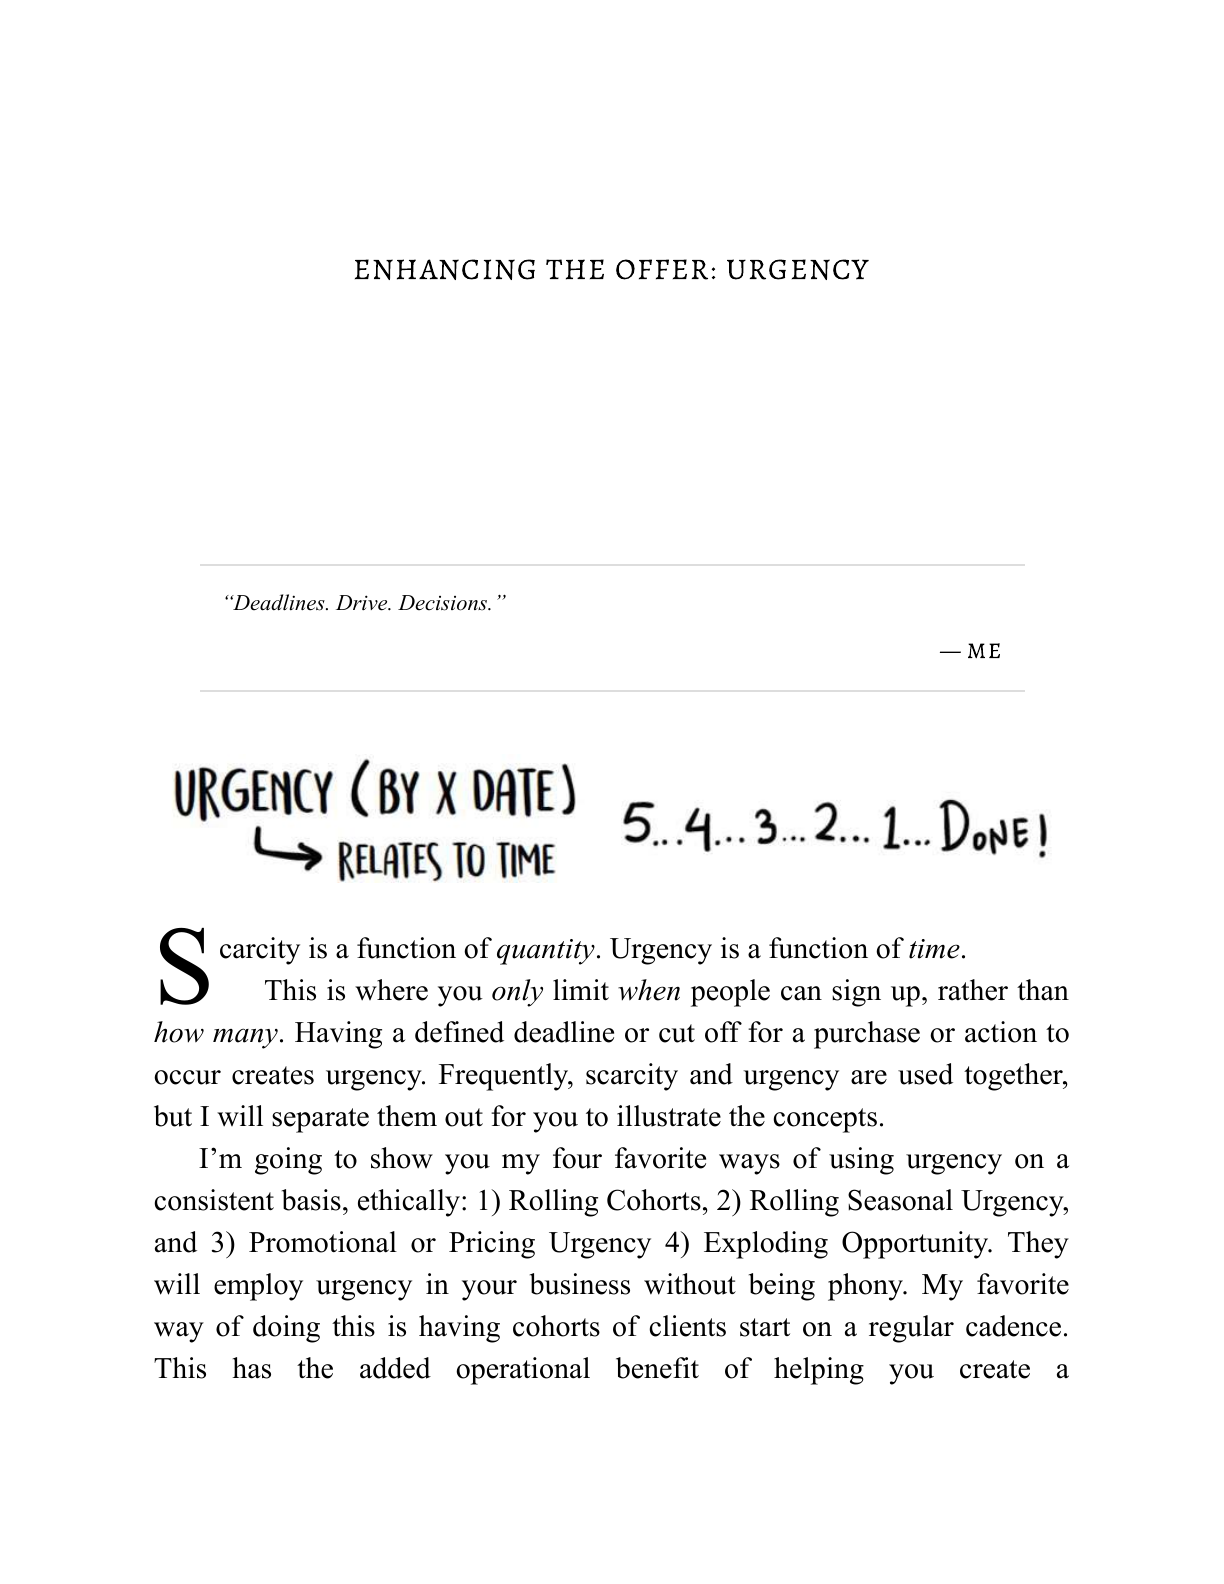 ENHANCING THE OFFER: URGENCY
“Deadlines. Drive. Decisions.”
— ME
URGENCY (BY X DATE)
RELATES TO TIME
5...4...3...2...1...DONE!
Scarcity is a function of quantity. Urgency is a function of time.
This is where you only limit when people can sign up, rather than
how many. Having a defined deadline or cut off for a purchase or action to
occur creates urgency. Frequently, scarcity and urgency are used together,
but I will separate them out for you to illustrate the concepts.
I’m going to show you my four favorite ways of using urgency on a
consistent basis, ethically: 1) Rolling Cohorts, 2) Rolling Seasonal Urgency,
and 3) Promotional or Pricing Urgency 4) Exploding Opportunity. They
will employ urgency in your business without being phony. My favorite
way of doing this is having cohorts of clients start on a regular cadence.
This has the added operational benefit of helping you create a